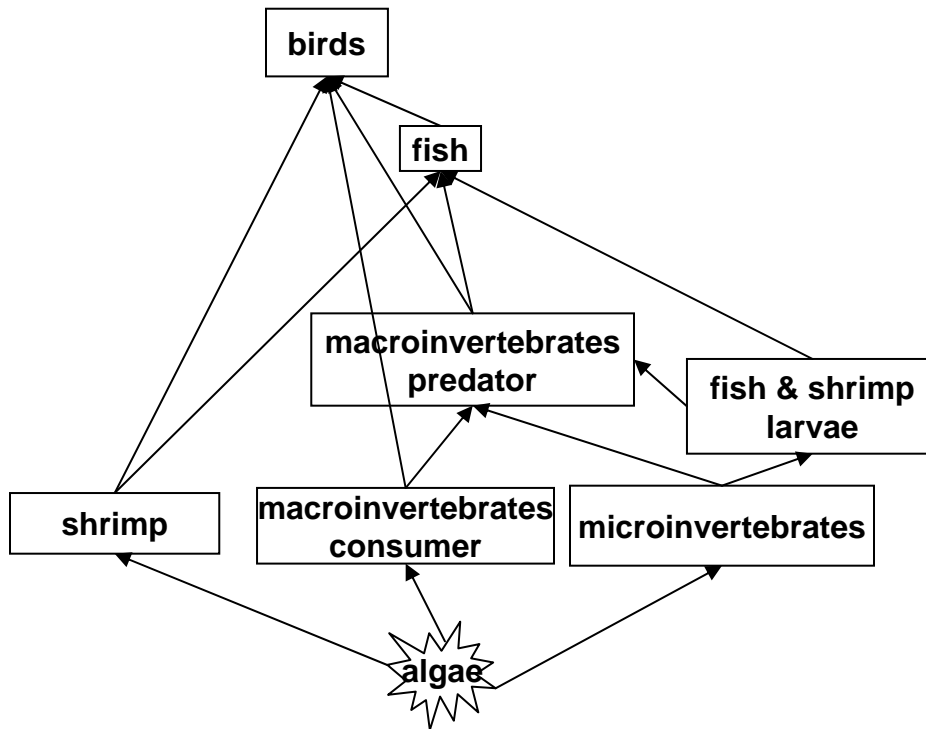 birds
fish
macroinvertebrates
predator
fish & shrimp
larvae
shrimp
macroinvertebrates
consumer
microinvertebrates
algae